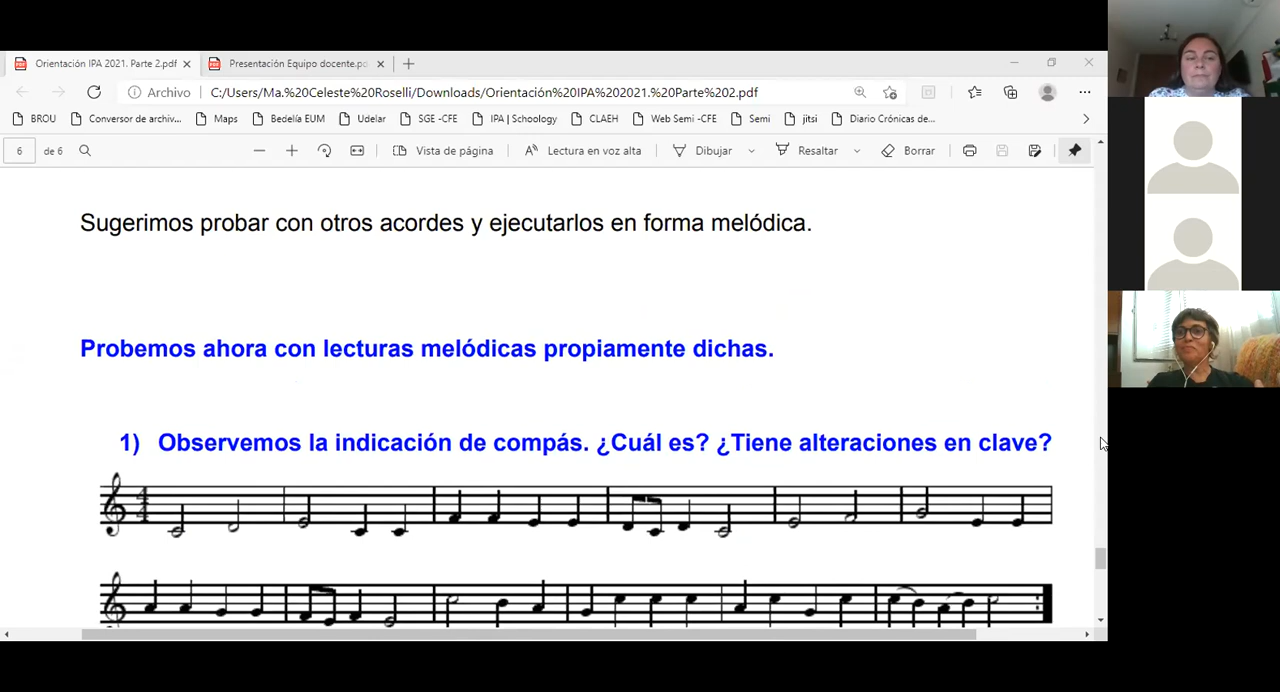 Orientación IPA 2021. Parte 2.pdf
Presentación Equipo docente.pd
Archivo
C:/Users/Ma.%20Celeste%20Roselli/Downloads/Orientación%20IPA%202021.%20Parte%202.pdf
BROU
Conversor de archiv...
Maps
Bedelía EUM
Udelar
SGE -CFE
IPA | Schoology
CLAEH
Web Semi -CFE
Semi
jitsi
Diario Crónicas de...
6 de 6
Vista de página
Lectura en voz alta
Dibujar
Resaltar
Borrar
Sugerimos probar con otros acordes y ejecutarlos en forma melódica.
Probemos ahora con lecturas melódicas propiamente dichas.
1) Observemos la indicación de compás. ¿Cuál es? ¿Tiene alteraciones en clave?
4
4